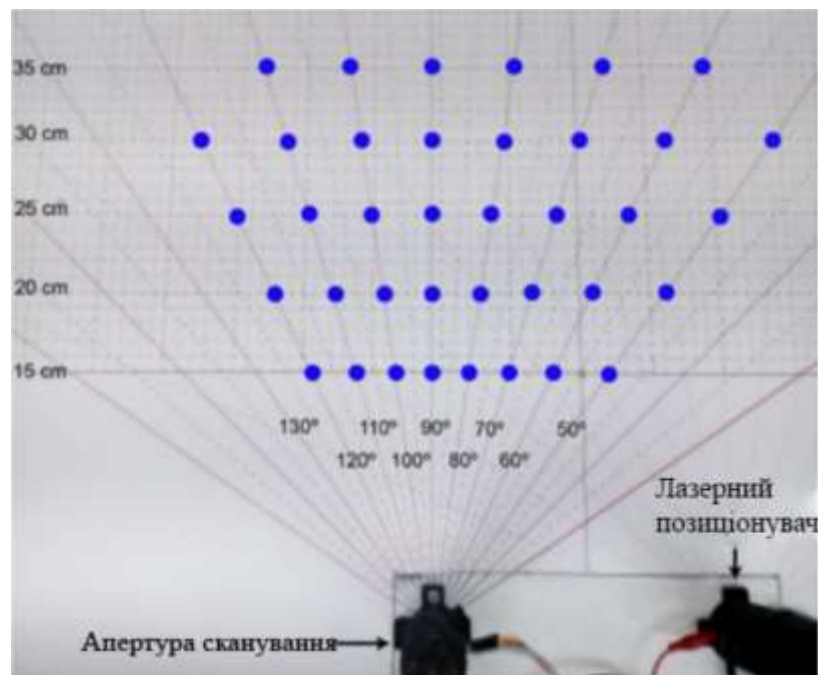 35 cm
30 cm
25 cm
20 cm
15 cm
130° 110° 90° 70° 50°
120° 100° 80° 60°
Лазерний
позиціонувач
Апертура сканування